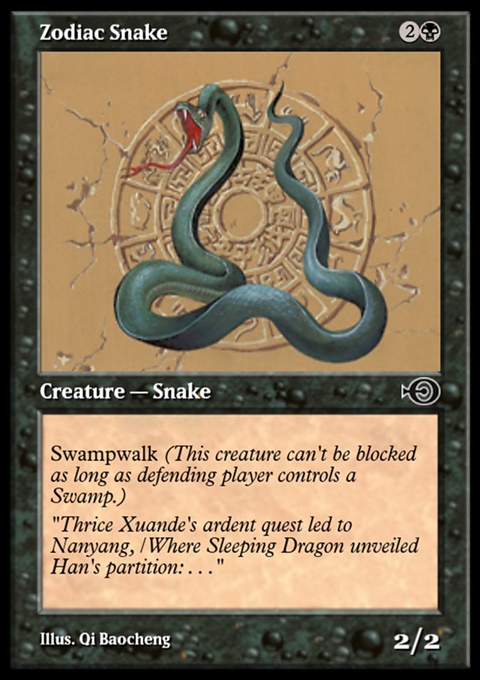 Zodiac Snake
2
Creature — Snake
Swampwalk (This creature can't be blocked
as long as defending player controls a
Swamp.)
"Thrice Xuande's ardent quest led to
Nanyang, /Where Sleeping Dragon unveiled
Han's partition: . . ."
Illus. Qi Baocheng
2/2